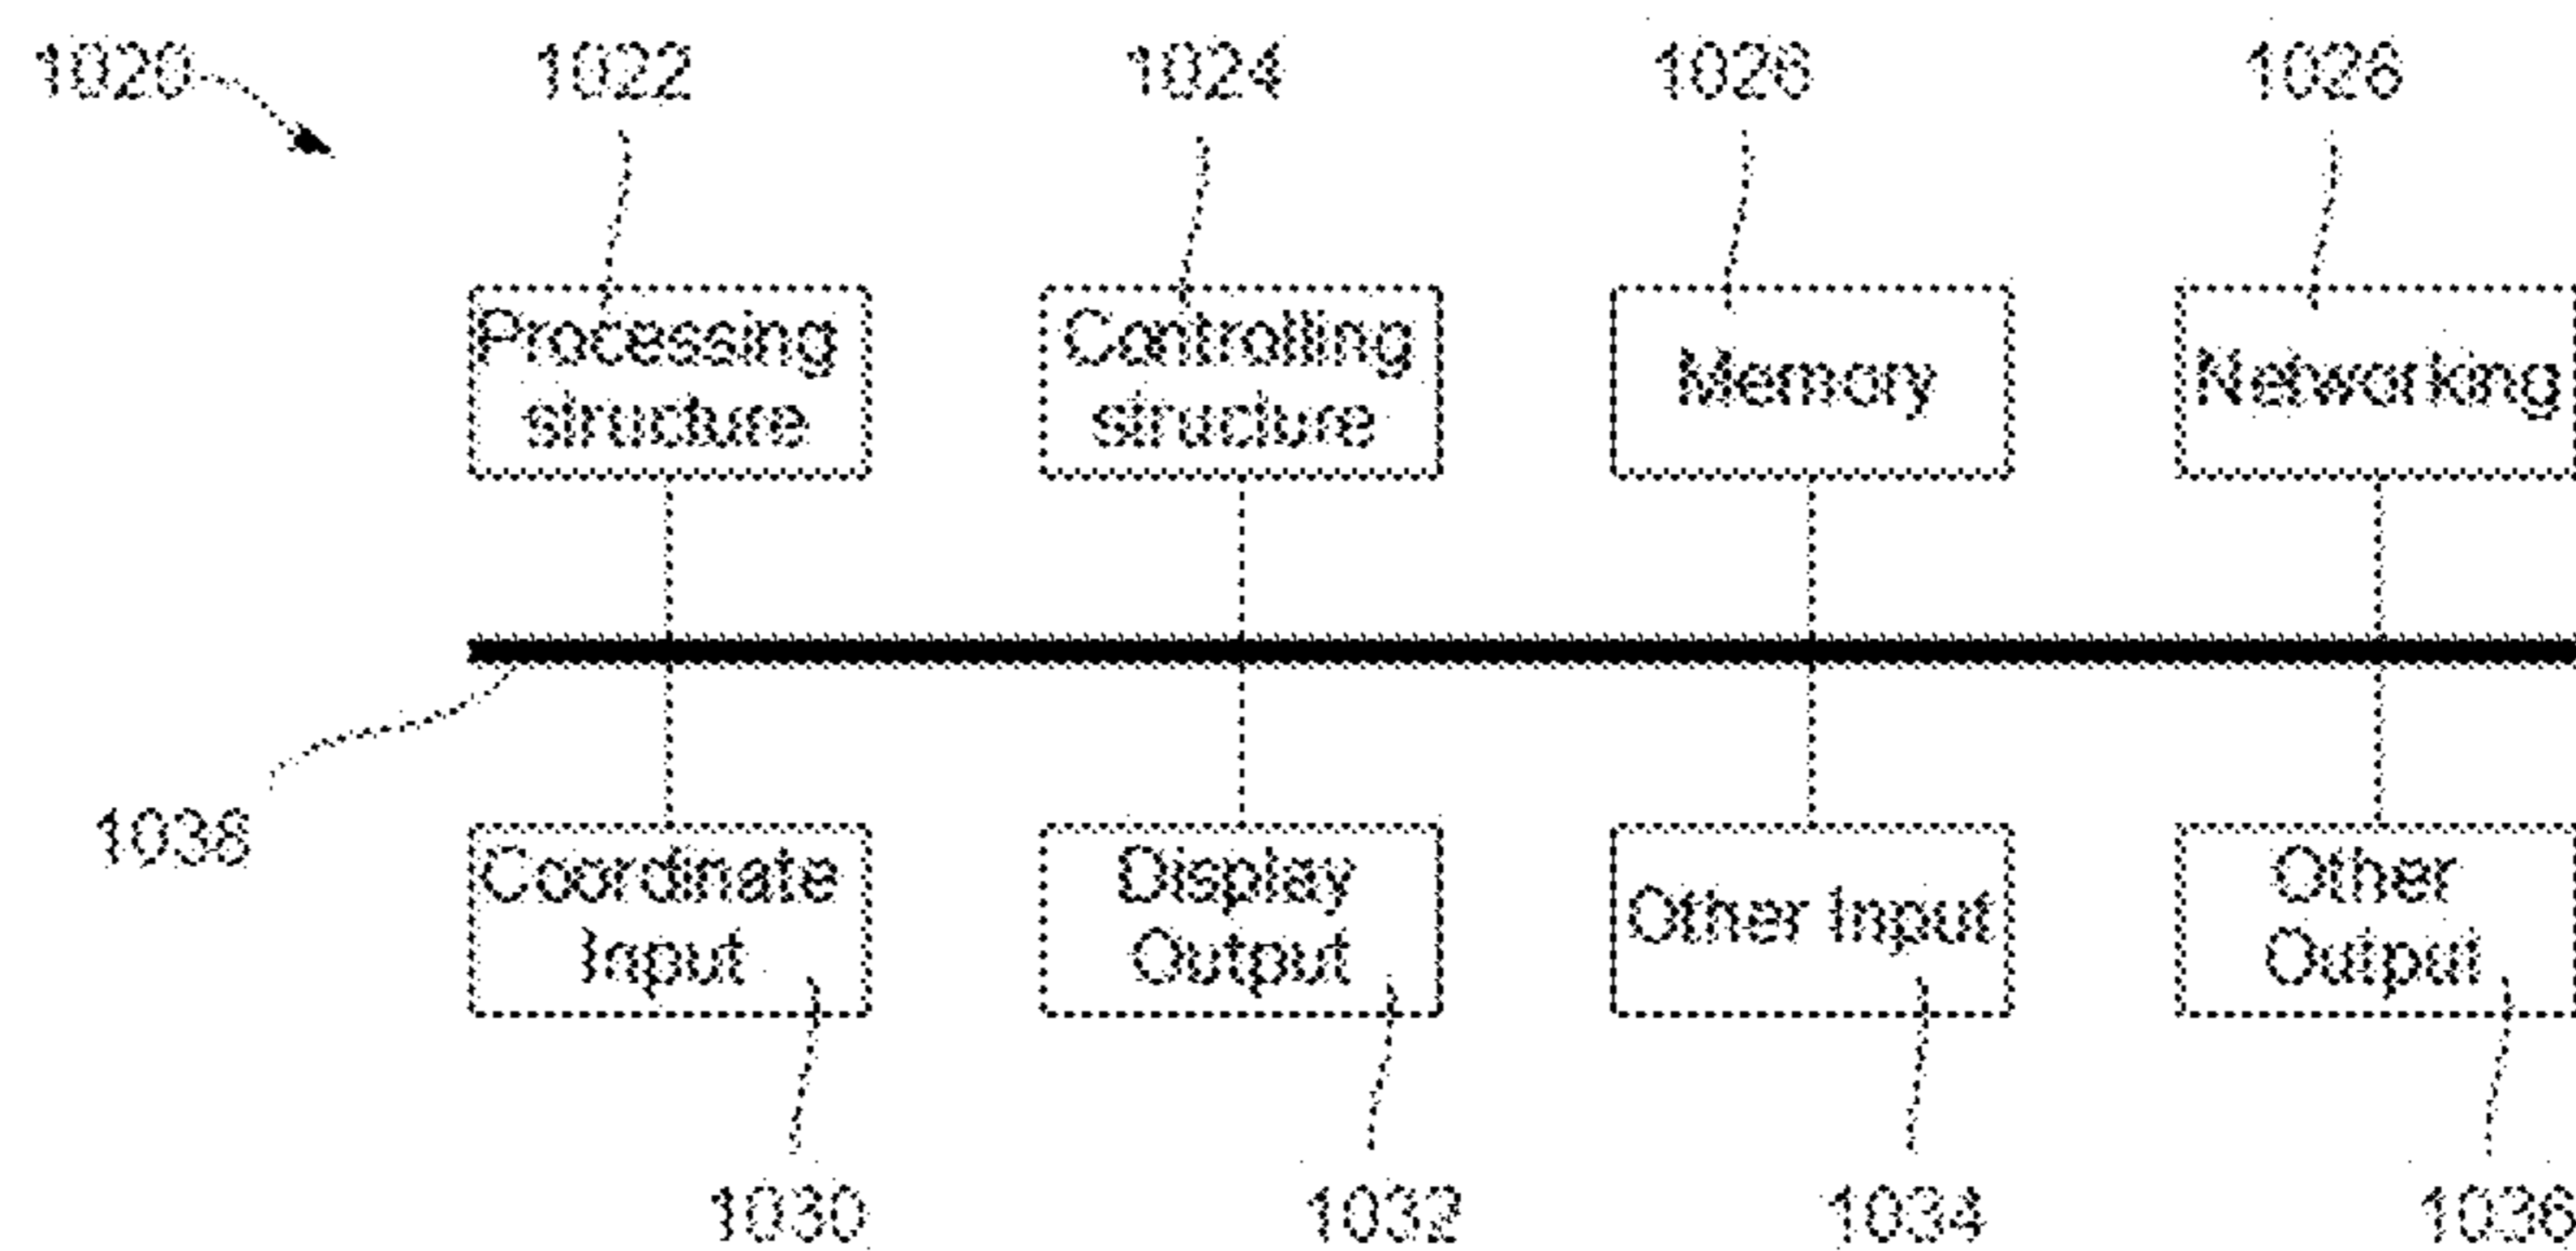 1020 1022 1024 1026 1028
Processing
structure
Controlling
structure
Memory
Networking
1038
Coordinate
Input
Display
Output
Other Input
Other
Output
1030 1032 1034 1036